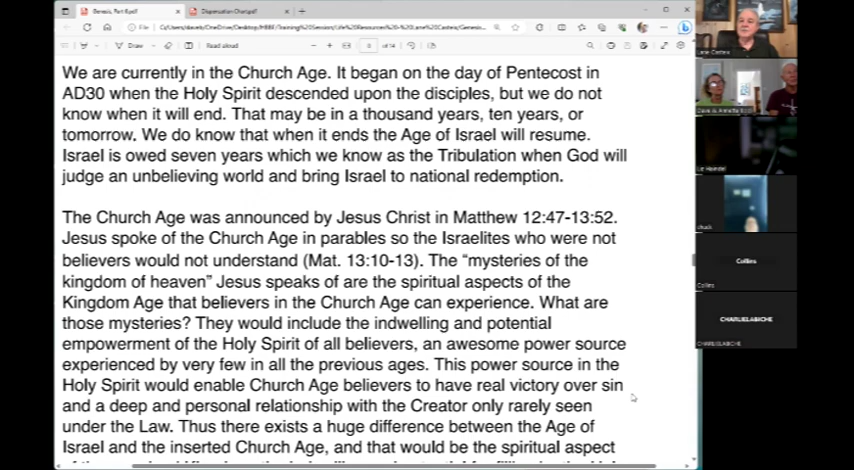 Genesis, Part 8.pdf
Dispensation Chart.pdf
File
Draw
Read aloud
of 14
We are currently in the Church Age. It began on the day of Pentecost in
AD30 when the Holy Spirit descended upon the disciples, but we do not
know when it will end. That may be in a thousand years, ten years, or
tomorrow. We do know that when it ends the Age of Israel will resume.
Israel is owed seven years which we know as the Tribulation when God will
judge an unbelieving world and bring Israel to national redemption.
The Church Age was announced by Jesus Christ in Matthew 12:47-13:52.
Jesus spoke of the Church Age in parables so the Israelites who were not
believers would not understand (Mat. 13:10-13). The “mysteries of the
kingdom of heaven” Jesus speaks of are the spiritual aspects of the
Kingdom Age that believers in the Church Age can experience. What are
those mysteries? They would include the indwelling and potential
empowerment of the Holy Spirit of all believers, an awesome power source
experienced by very few in all the previous ages. This power source in the
Holy Spirit would enable Church Age believers to have real victory over sin
and a deep and personal relationship with the Creator only rarely seen
under the Law. Thus there exists a huge difference between the Age of
Israel and the inserted Church Age, and that would be the spiritual aspect
Collins
Collins
CHARLIELABICHE
CHARLIELABICHE